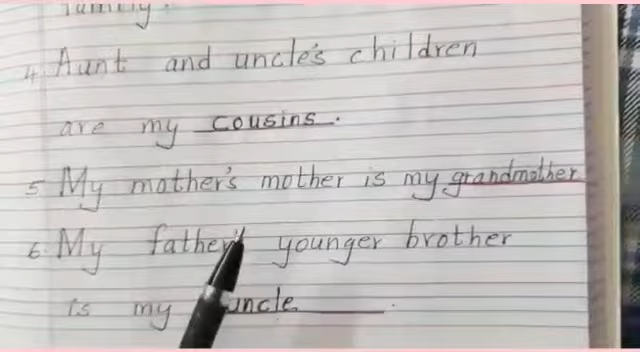 family.
4. Aunt and uncle's children
are my cousins.
5 My mother's mother is my grandmother
6. My father's younger brother
is my uncle.